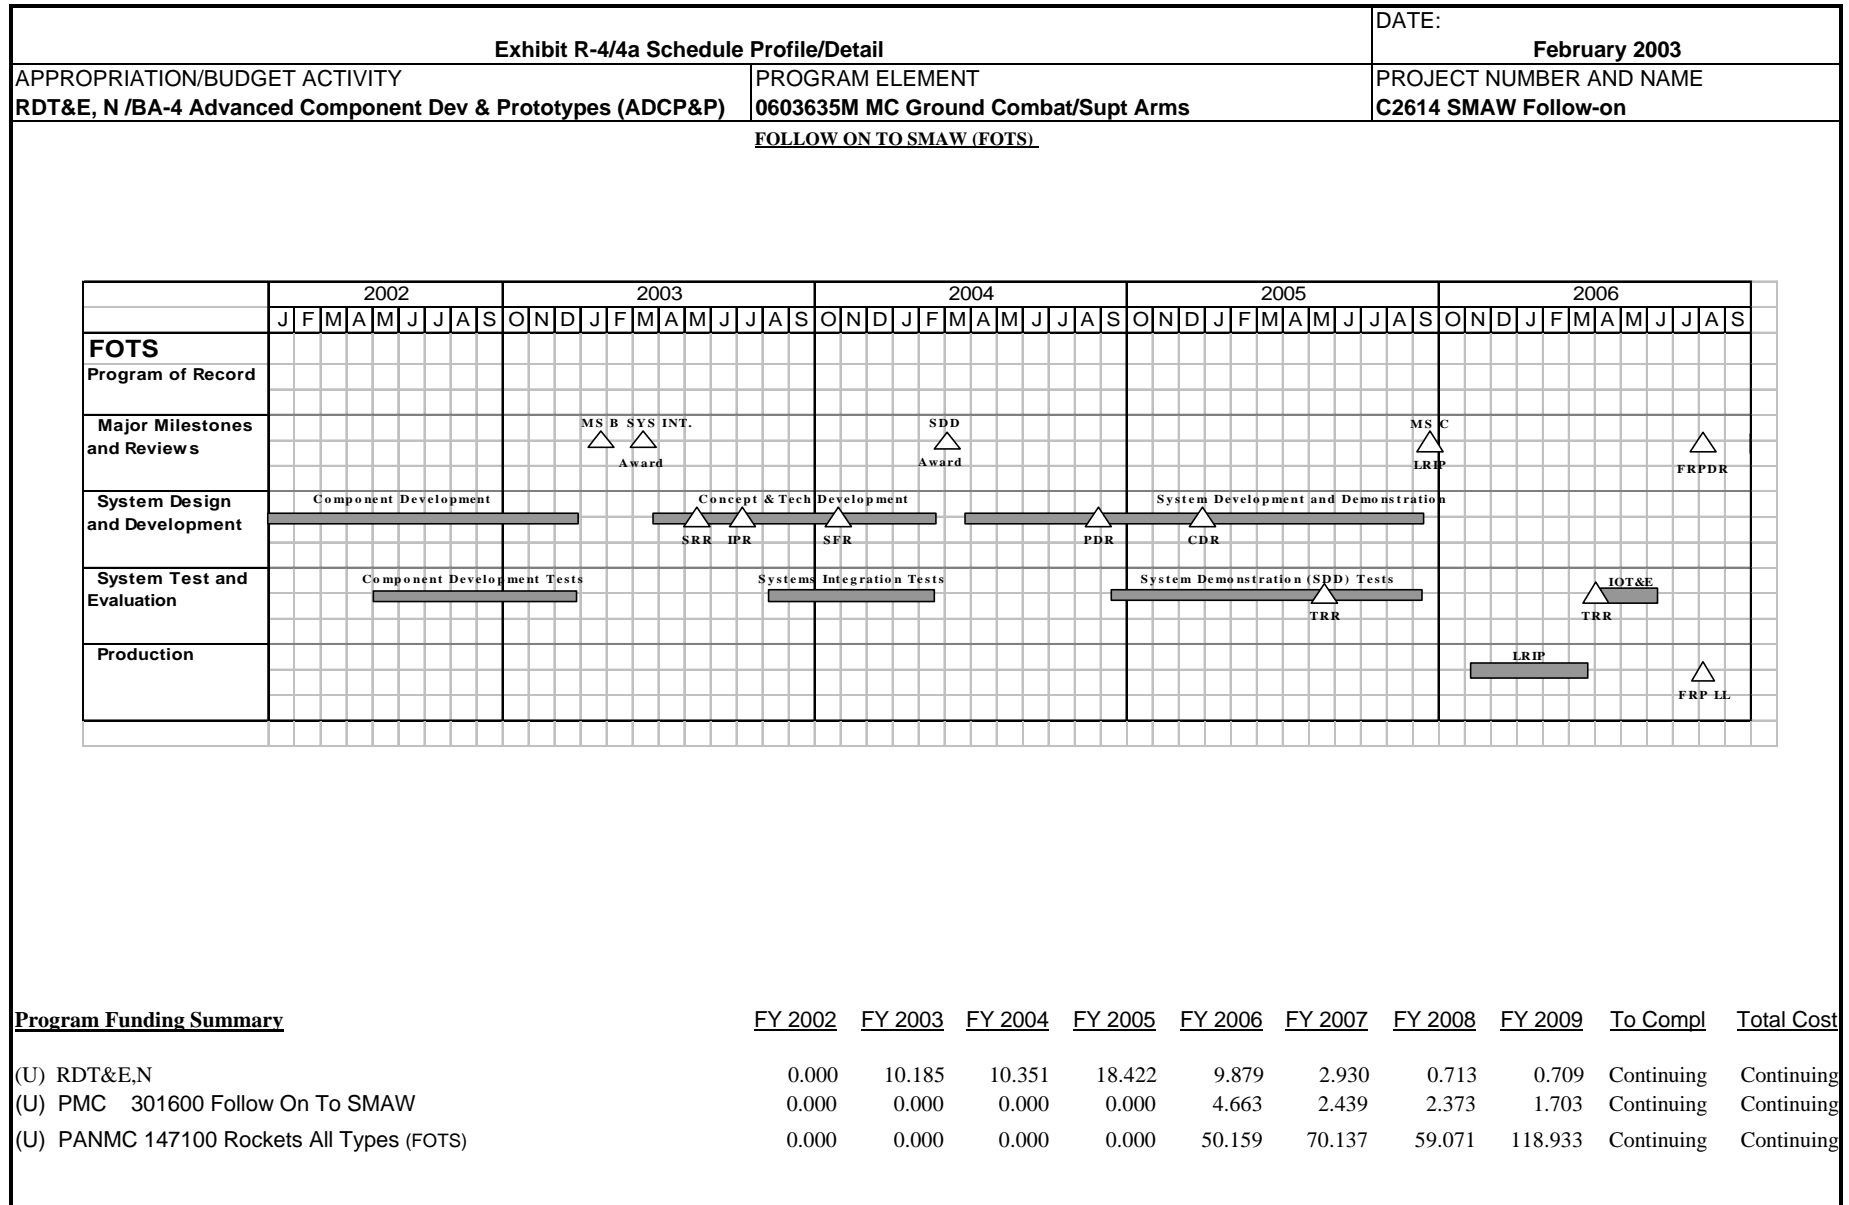 DATE:
Exhibit R-4/4a Schedule Profile/Detail February 2003
APPROPRIATION/BUDGET ACTIVITY PROGRAM ELEMENT PROJECT NUMBER AND NAME
RDT&E, N /BA-4 Advanced Component Dev & Prototypes (ADCP&P) 0603635M MC Ground Combat/Supt Arms C2614 SMAW Follow-on
FOLLOW ON TO SMAW (FOTS)
2002 2003 2004 2005 2006
J F M A M J J A S O N D J F M A M J J A S O N D J F M A M J J A S O N D J F M A M J J A S O N D J F M A M J J A S
FOTS
Program of Record
Major Milestones
and Reviews
MS B SYS INT. SDD MS C
Award Award LRIP FRPDR
System Design
and Development
Component Development Concept & Tech Development System Development and Demonstration
SRR IPR SFR PDR CDR
System Test and
Evaluation
Component Development Tests Systems Integration Tests System Demonstration (SDD) Tests IOT&E
TRR TRR
Production
LRIP
FRP LL
Program Funding Summary FY 2002 FY 2003 FY 2004 FY 2005 FY 2006 FY 2007 FY 2008 FY 2009 To Compl Total Cost
(U) RDT&E,N 0.000 10.185 10.351 18.422 9.879 2.930 0.713 0.709 Continuing Continuing
(U) PMC 301600 Follow On To SMAW 0.000 0.000 0.000 0.000 4.663 2.439 2.373 1.703 Continuing Continuing
(U) PANMC 147100 Rockets All Types (FOTS) 0.000 0.000 0.000 0.000 50.159 70.137 59.071 118.933 Continuing Continuing